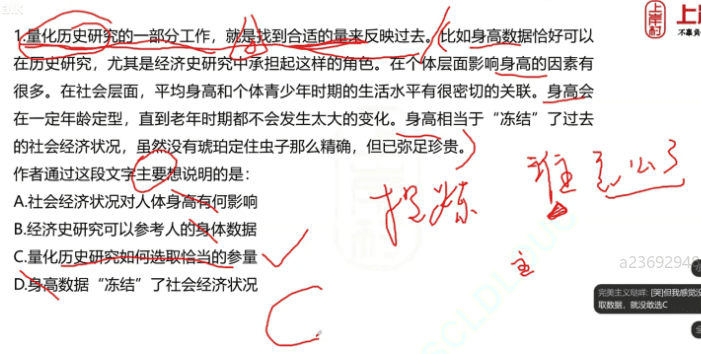 上岸村
1.量化历史研究的一部分工作，就是找到合适的量来反映过去。比如身高数据恰好可以
在历史研究，尤其是经济史研究中承担起这样的角色。在个体层面影响身高的因素有
很多。在社会层面，平均身高和个体青少年时期的生活水平有很密切的关联。身高会
在一定年龄定型，直到老年时期都不会发生太大的变化。身高相当于“冻结”了过去
的社会经济状况，虽然没有琥珀定住虫子那么精确，但已弥足珍贵。
作者通过这段文字主要想说明的是：
A.社会经济状况对人体身高有何影响
B.经济史研究可以参考人的身体数据
C.量化历史研究如何选取恰当的参量
D.身高数据“冻结”了社会经济状况
提炼
谁怎么了
主
C
a23692948
完美主义哒哗: [哭]但我感觉没
取数据，就没敢选C